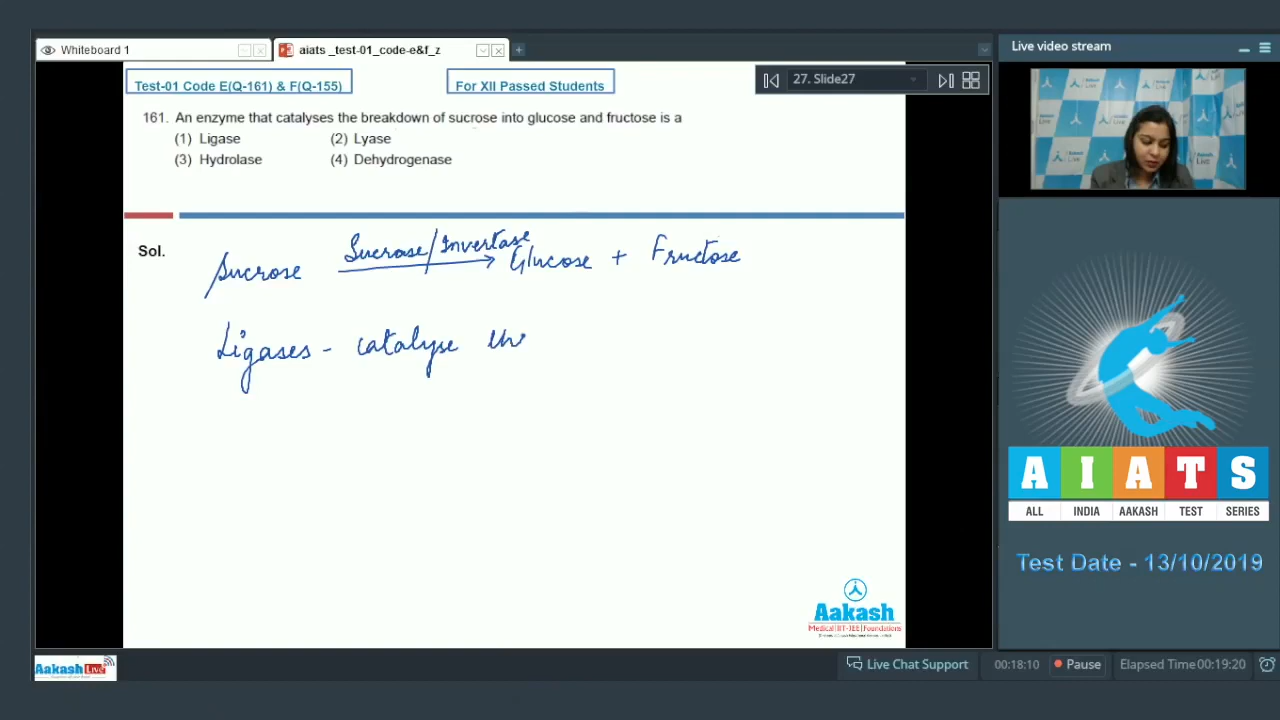 Whiteboard 1
aiats _test-01_code-e&f_z
Live video stream
Test-01 Code E(Q-161) & F(Q-155)
For XII Passed Students
27. Slide27
161. An enzyme that catalyses the breakdown of sucrose into glucose and fructose is a
(1) Ligase (2) Lyase
(3) Hydrolase (4) Dehydrogenase
Sol.
Sucrose Sucrase/Invertase Glucose + Fructose
Ligases - catalyse
Aakash
LIVE
A I A T S
ALL INDIA AAKASH TEST SERIES
Test Date - 13/10/2019
Aakash
Medical|IIT-JEE|Foundations
Aakash Live
Live Chat Support
00:18:10
Pause
Elapsed Time 00:19:20